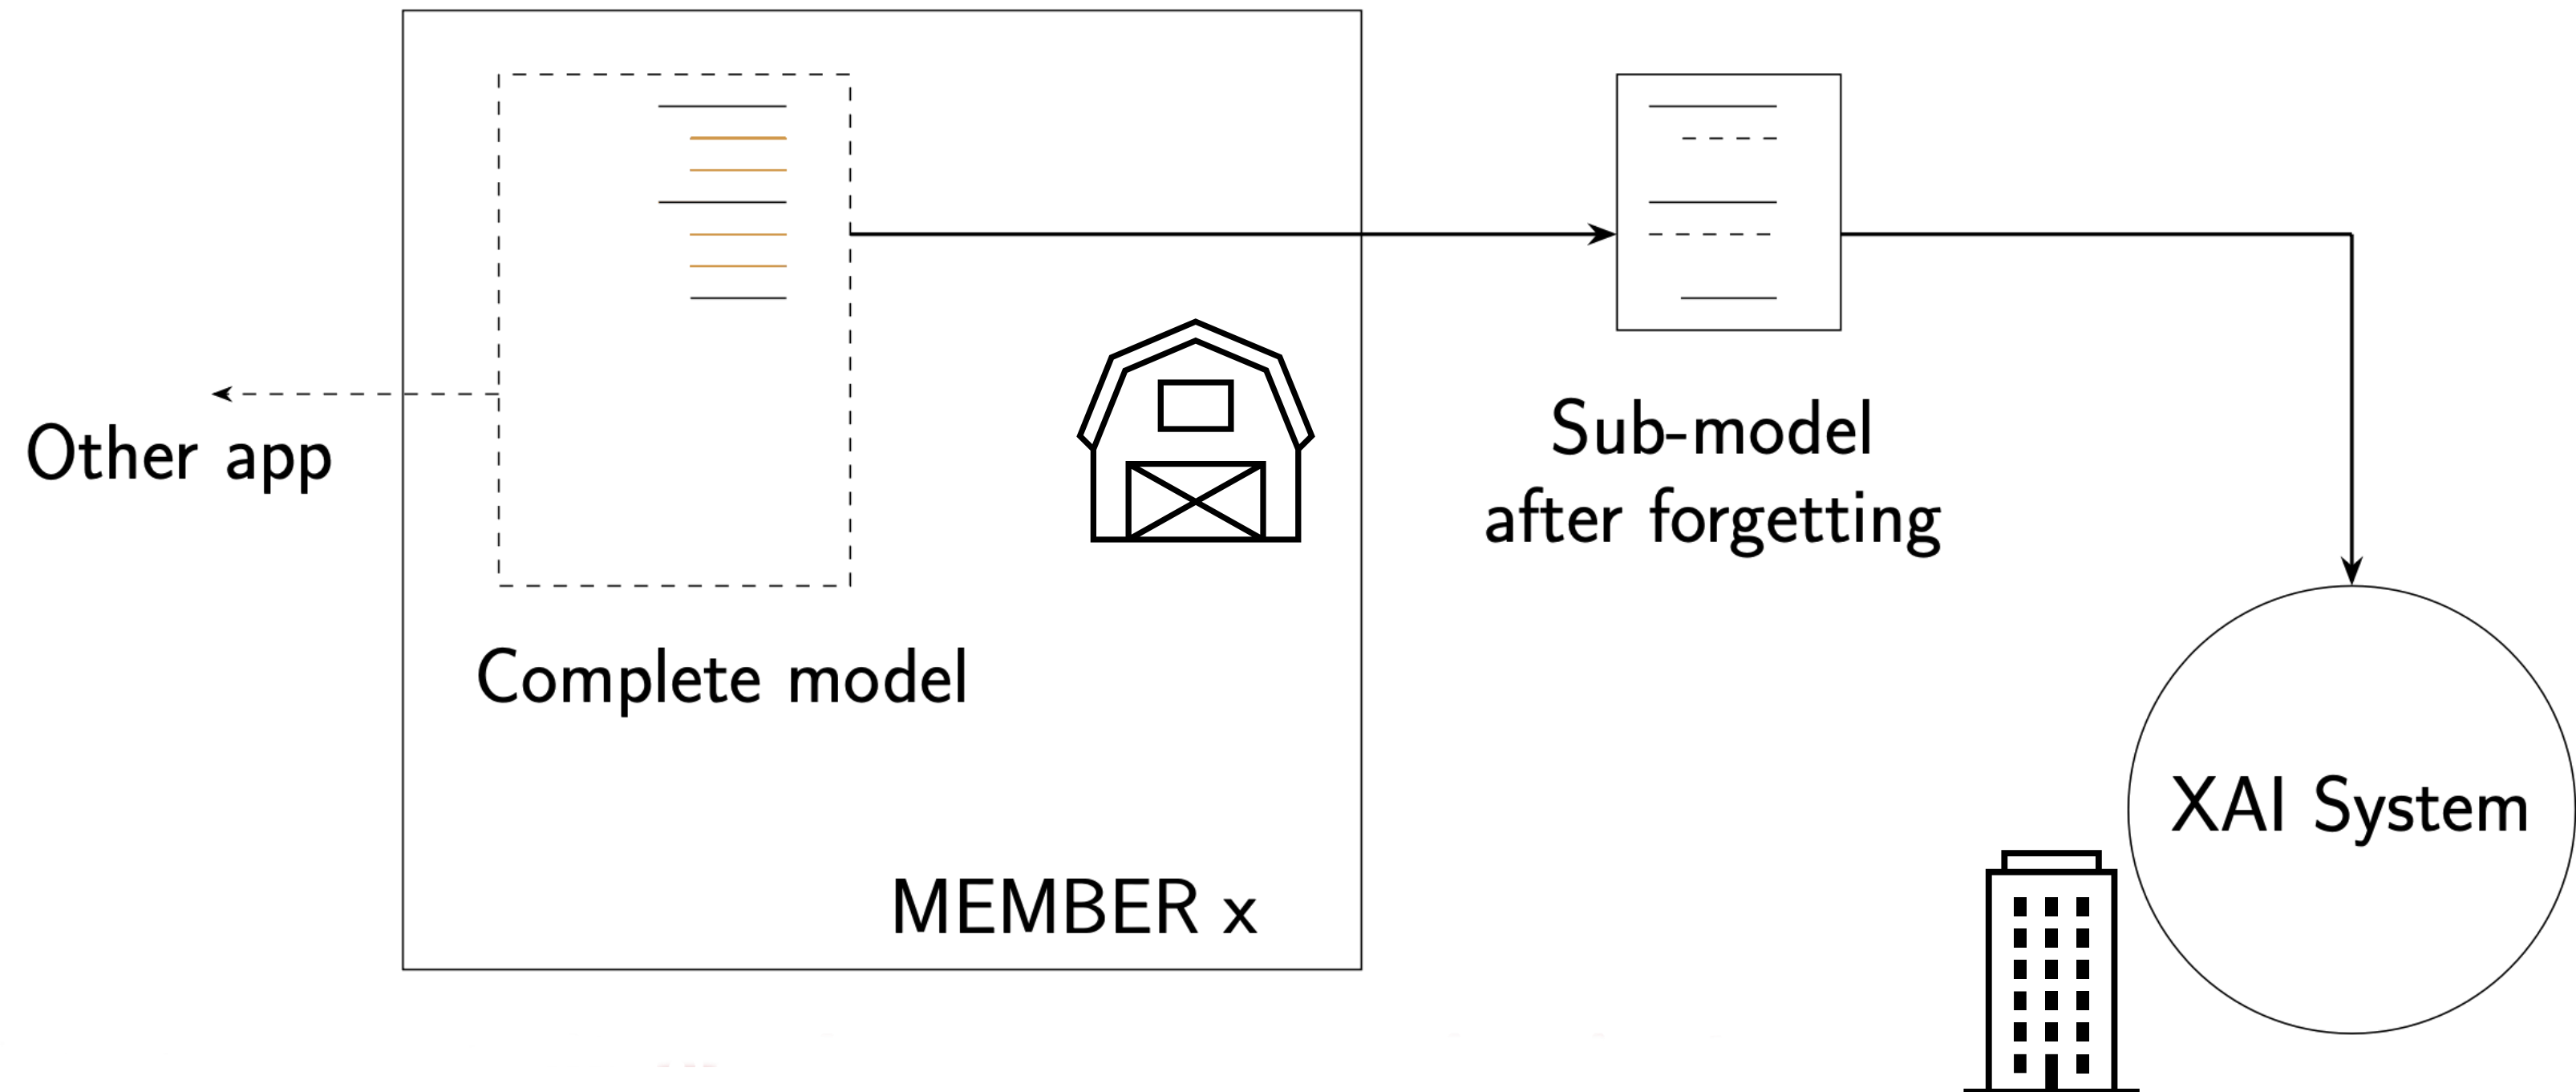 Other app
Complete model
MEMBER x
Sub-model
after forgetting
XAI System